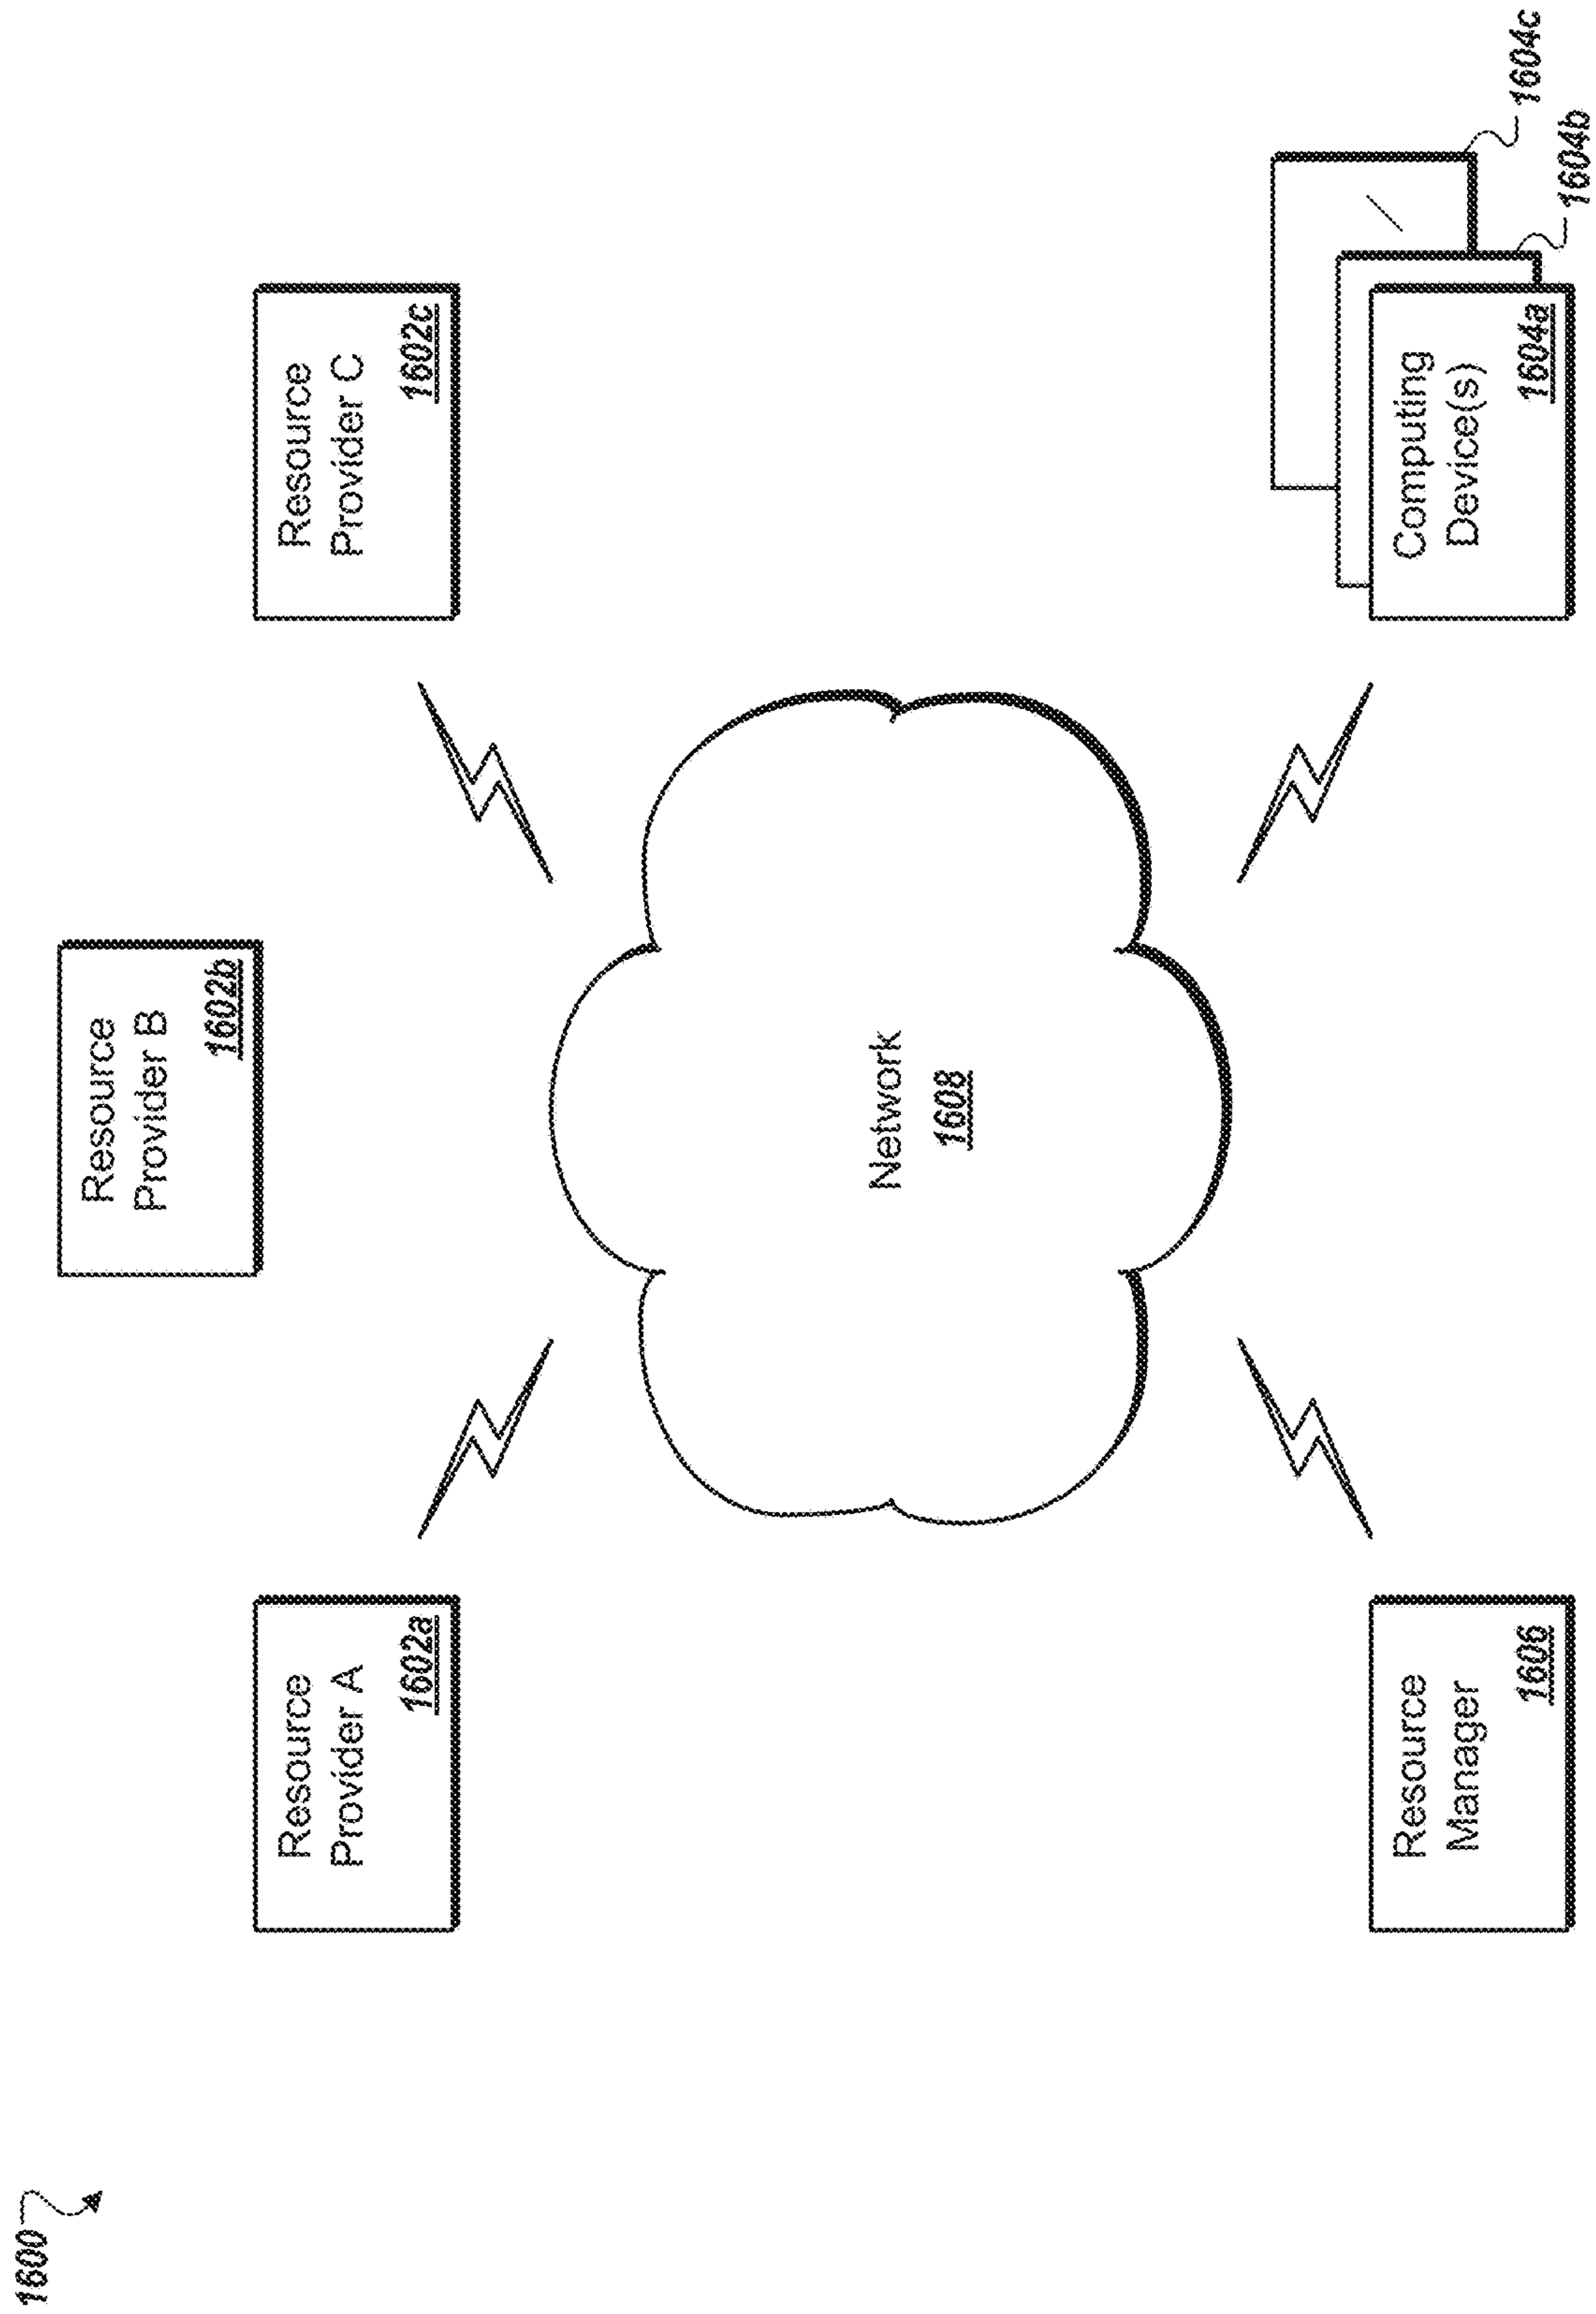 1600
Resource
Provider B
1602b
Resource
Provider A
1602a
Resource
Provider C
1602c
Network
1608
Resource
Manager
1606
Computing
Device(s)
1604a
1604b
1604c